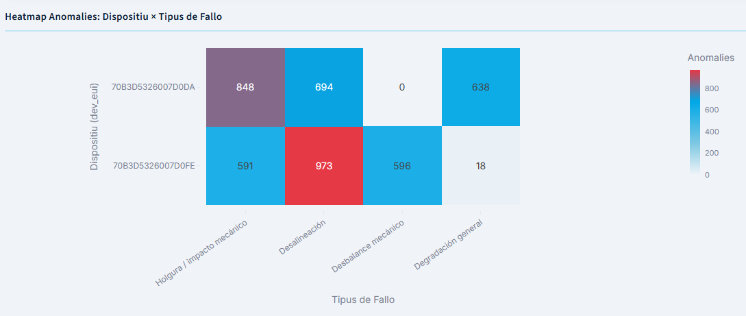 Heatmap Anomalies: Dispositiu × Tipus de Fallo
Anomalies
Dispositiu (dev_eui)
70B3D5326007D0DA 848 694 0 638
70B3D5326007D0FE 591 973 596 18
800
600
400
200
0
Holgura / Impacto mecánico
Desalineación
Desbalance mecánico
Degradación general
Tipus de Fallo